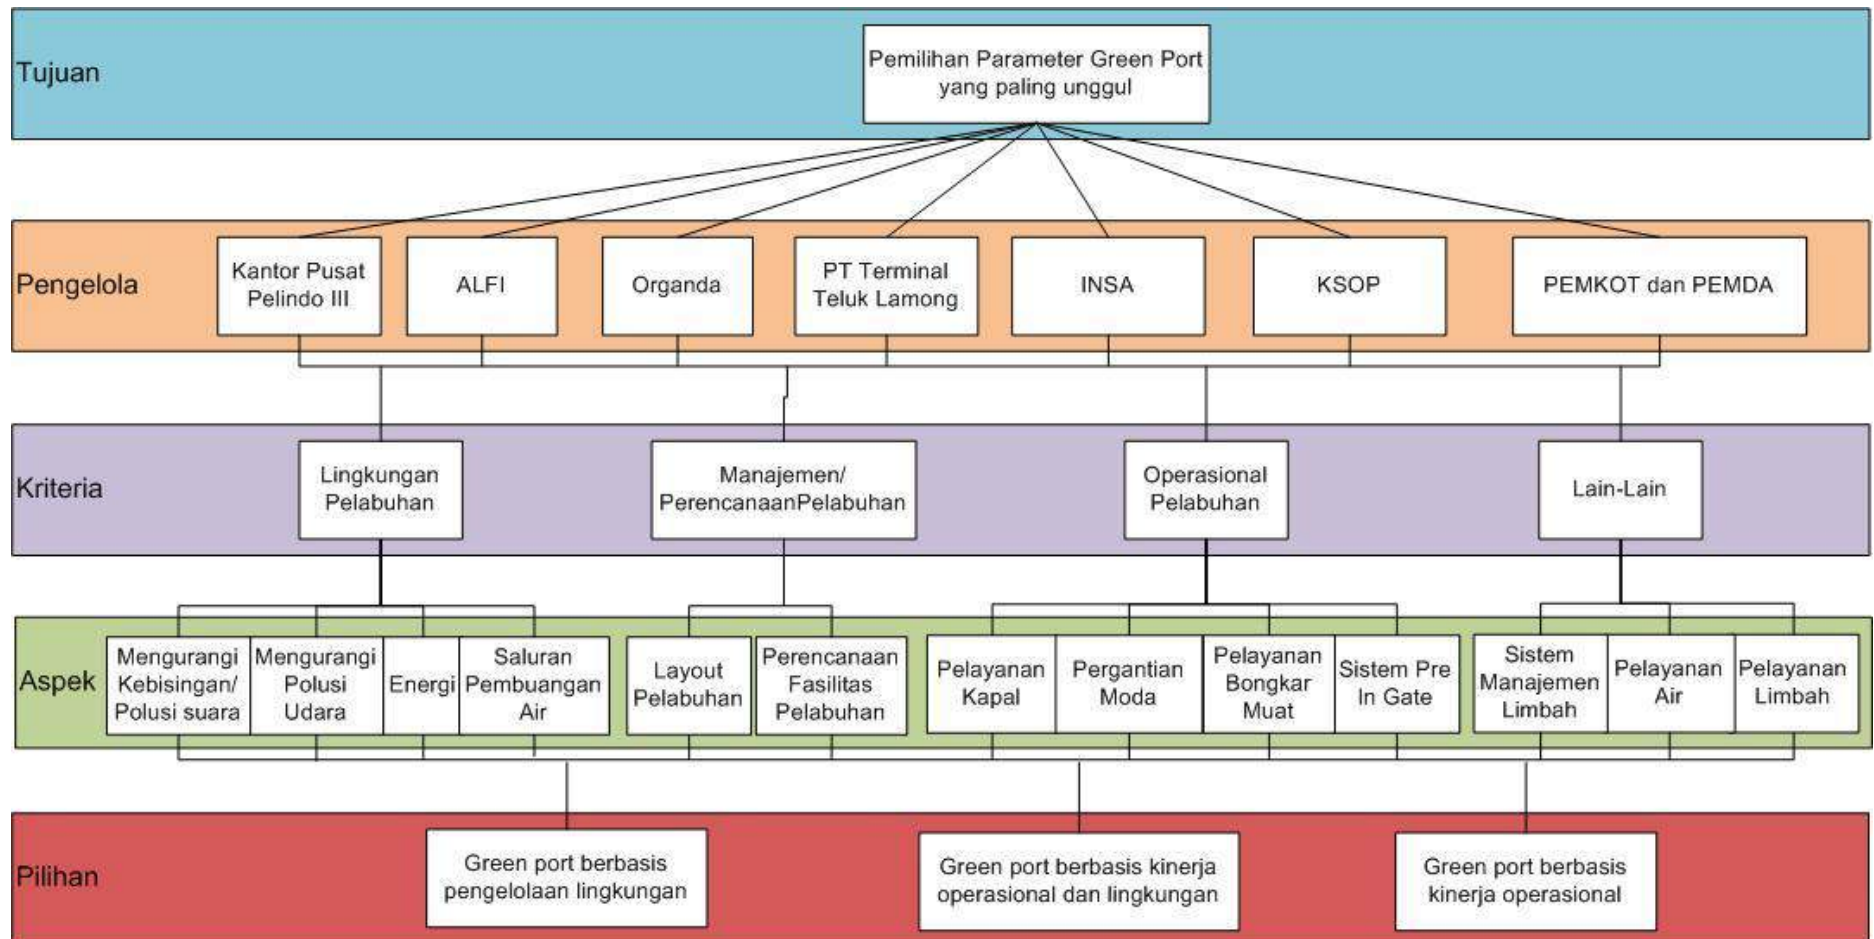 Tujuan
Pemilihan Parameter Green Port
yang paling unggul
Pengelola
Kantor Pusat
Pelindo III
ALFI
Organda
PT Terminal
Teluk Lamong
INSA
KSOP
PEMKOT dan PEMDA
Kriteria
Lingkungan
Pelabuhan
Manajemen/
PerencanaanPelabuhan
Operasional
Pelabuhan
Lain-Lain
Aspek
Mengurangi
Kebisingan/
Polusi suara
Mengurangi
Polusi
Udara
Energi
Saluran
Pembuangan
Air
Layout
Pelabuhan
Perencanaan
Fasilitas
Pelabuhan
Pelayanan
Kapal
Pergantian
Moda
Pelayanan
Bongkar
Muat
Sistem Pre
In Gate
Sistem
Manajemen
Limbah
Pelayanan
Air
Pelayanan
Limbah
Pilihan
Green port berbasis
pengelolaan lingkungan
Green port berbasis kinerja
operasional dan lingkungan
Green port berbasis
kinerja operasional